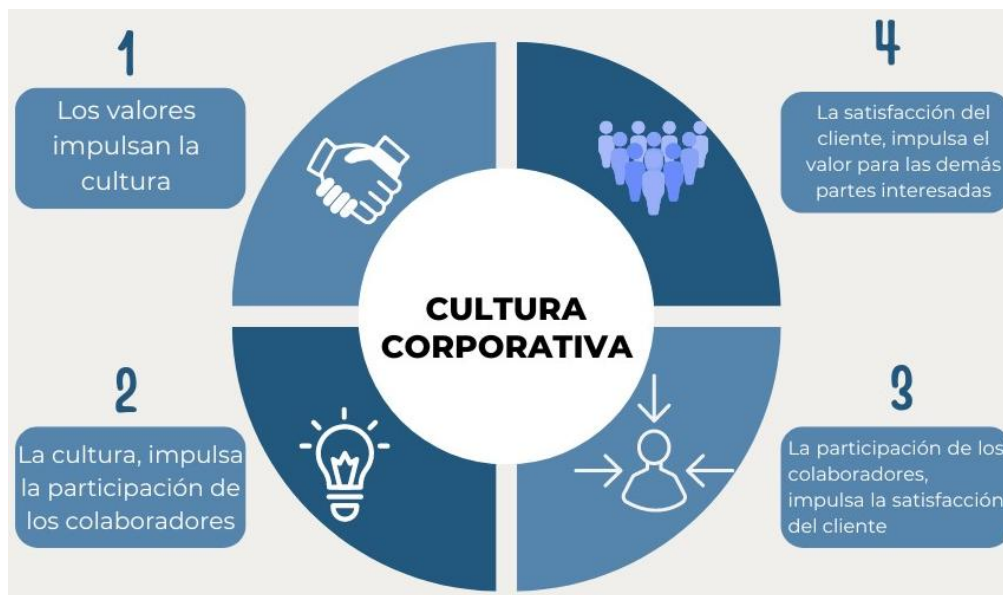 1
Los valores
impulsan la
cultura
2
La cultura, impulsa
la participación de
los colaboradores
CULTURA
CORPORATIVA
3
La participación de los
colaboradores,
impulsa la satisfacción
del cliente
4
La satisfacción del
cliente, impulsa el
valor para las demás
partes interesadas